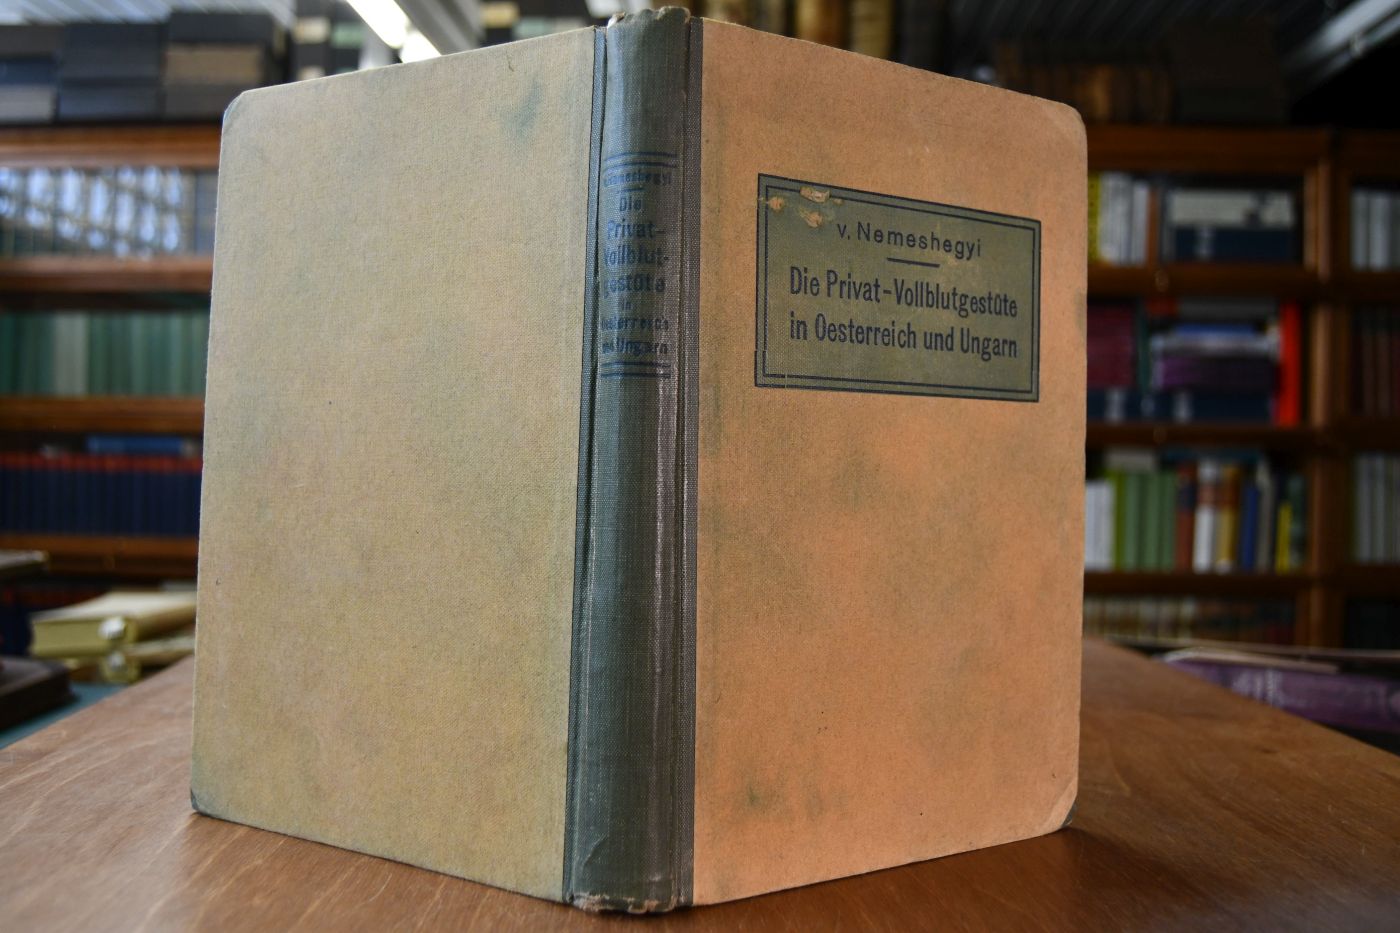 v. Nemeshegyi
Die
Privat-
Vollblut-
gestüte
in
Oesterreich
und Ungarn
v. Nemeshegyi
Die Privat-Vollblutgestüte
in Oesterreich und Ungarn